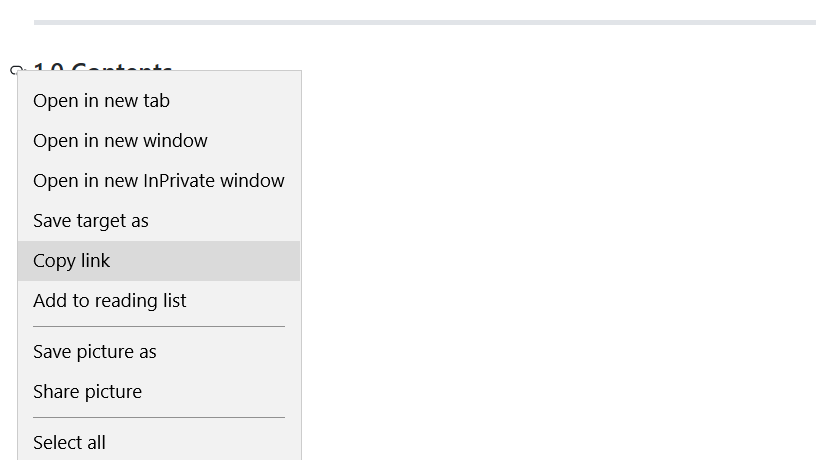 1.0 Contents
Open in new tab
Open in new window
Open in new InPrivate window
Save target as
Copy link
Add to reading list
Save picture as
Share picture
Select all